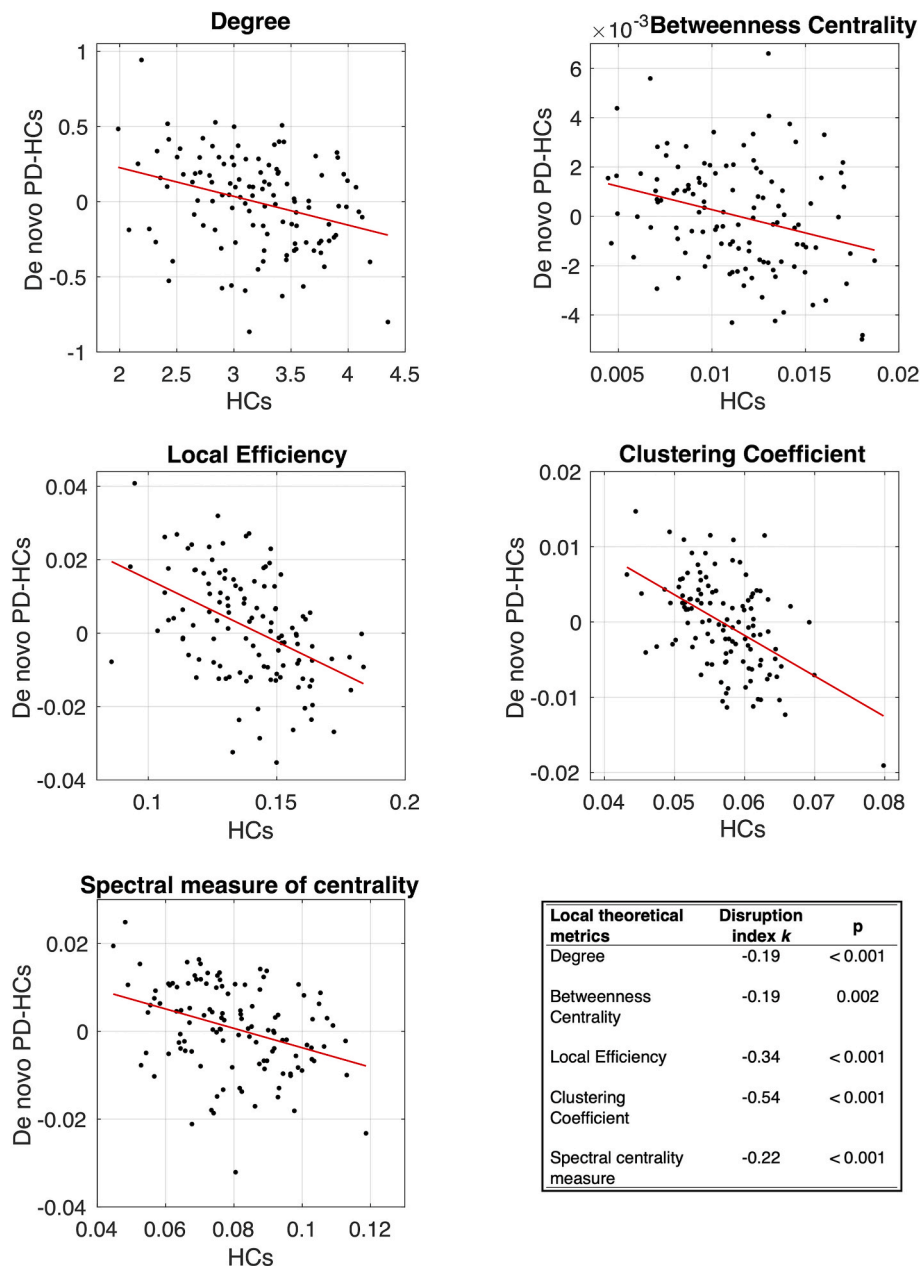 Degree
1
0.5
0
-0.5
-1
De novo PD-HCs
2 2.5 3 3.5 4 4.5
HCs
×10⁻³ Betweenness Centrality
6
4
2
0
-2
-4
De novo PD-HCs
0.005 0.01 0.015 0.02
HCs
Local Efficiency
0.04
0.02
0
-0.02
-0.04
De novo PD-HCs
0.1 0.15 0.2
HCs
Clustering Coefficient
0.02
0.01
0
-0.01
-0.02
De novo PD-HCs
0.04 0.05 0.06 0.07 0.08
HCs
Spectral measure of centrality
0.02
0
-0.02
-0.04
De novo PD-HCs
0.04 0.06 0.08 0.1 0.12
HCs
Local theoretical metrics
Disruption index k
p
Degree -0.19 < 0.001
Betweenness -0.19 0.002
Centrality
Local Efficiency -0.34 < 0.001
Clustering -0.54 < 0.001
Coefficient
Spectral centrality -0.22 < 0.001
measure